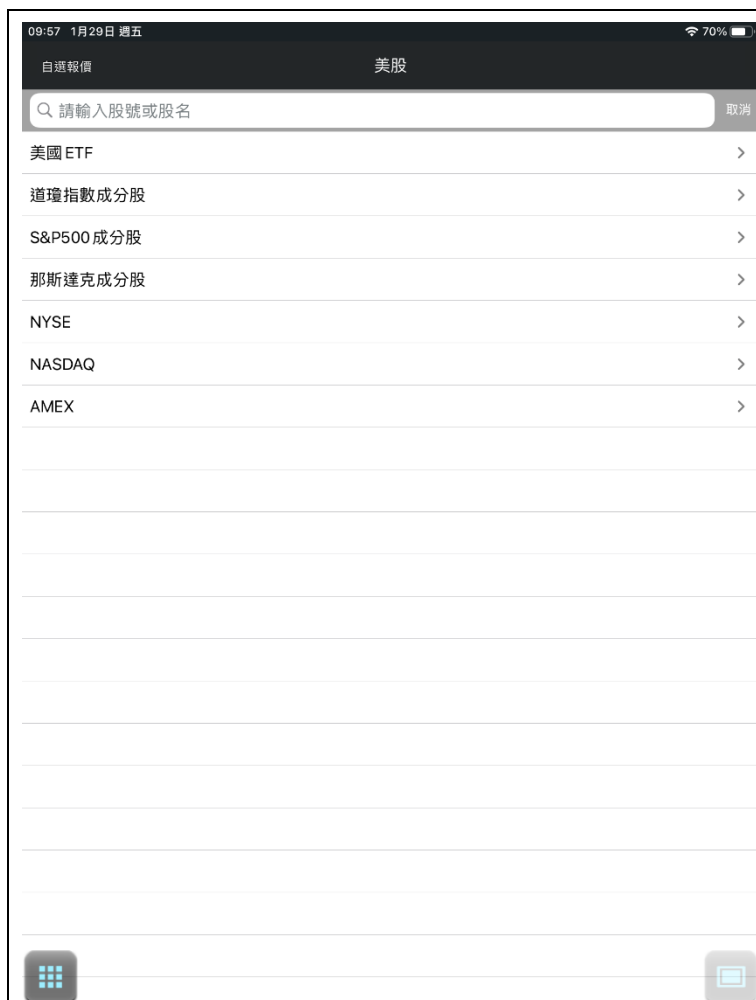 09:57 1月29日 週五 70%
自選報價 美股
請輸入股號或股名 取消
美國ETF
道瓊指數成分股
S&P500成分股
那斯達克成分股
NYSE
NASDAQ
AMEX